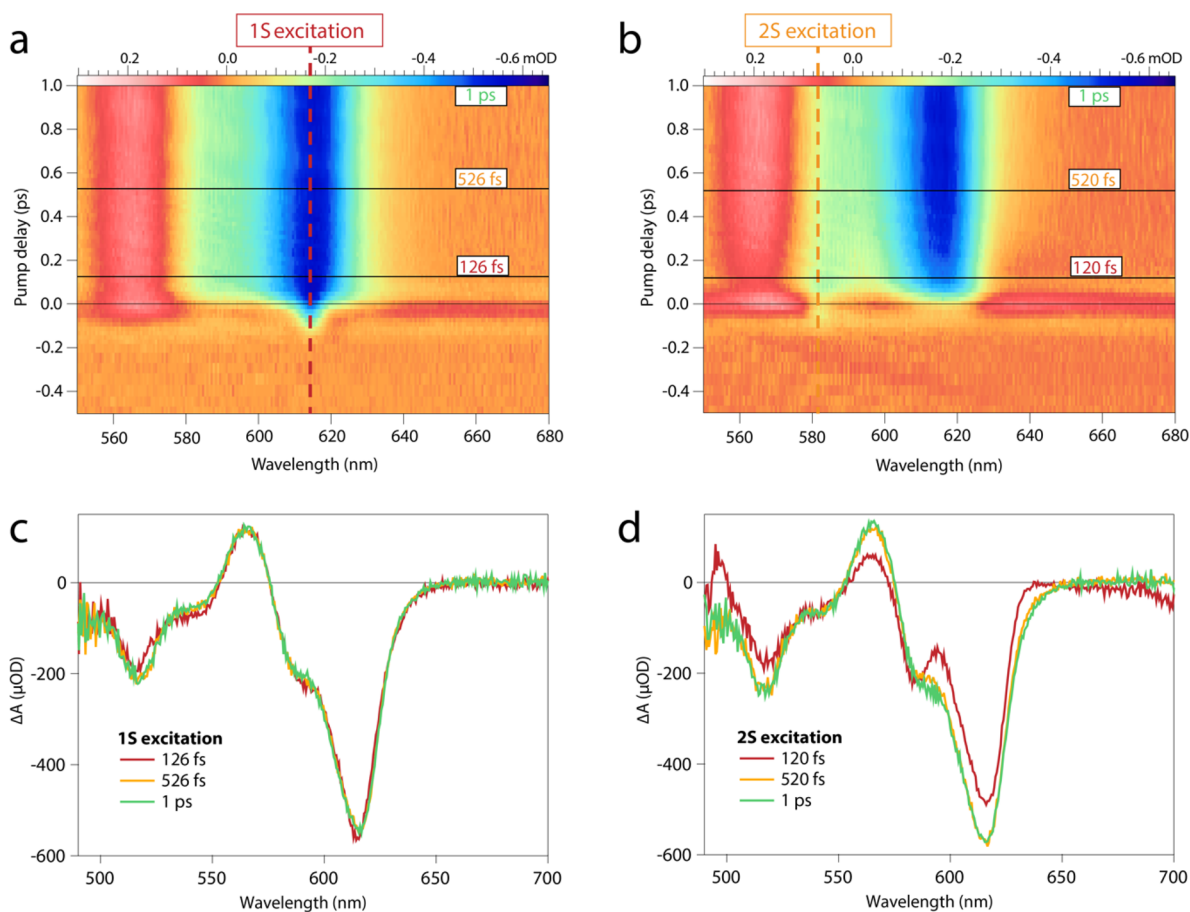 a
1S excitation
0.2 0.0 -0.2 -0.4 -0.6 mOD
1.0
0.8
0.6
0.4
0.2
0.0
-0.2
-0.4
Pump delay (ps)
1 ps
526 fs
126 fs
560 580 600 620 640 660 680
Wavelength (nm)
b
2S excitation
0.2 0.0 -0.2 -0.4 -0.6 mOD
1.0
0.8
0.6
0.4
0.2
0.0
-0.2
-0.4
Pump delay (ps)
1 ps
520 fs
120 fs
560 580 600 620 640 660 680
Wavelength (nm)
c
0
-200
-400
-600
ΔA (μOD)
1S excitation
126 fs
526 fs
1 ps
500 550 600 650 700
Wavelength (nm)
d
0
-200
-400
-600
ΔA (μOD)
2S excitation
120 fs
520 fs
1 ps
500 550 600 650 700
Wavelength (nm)